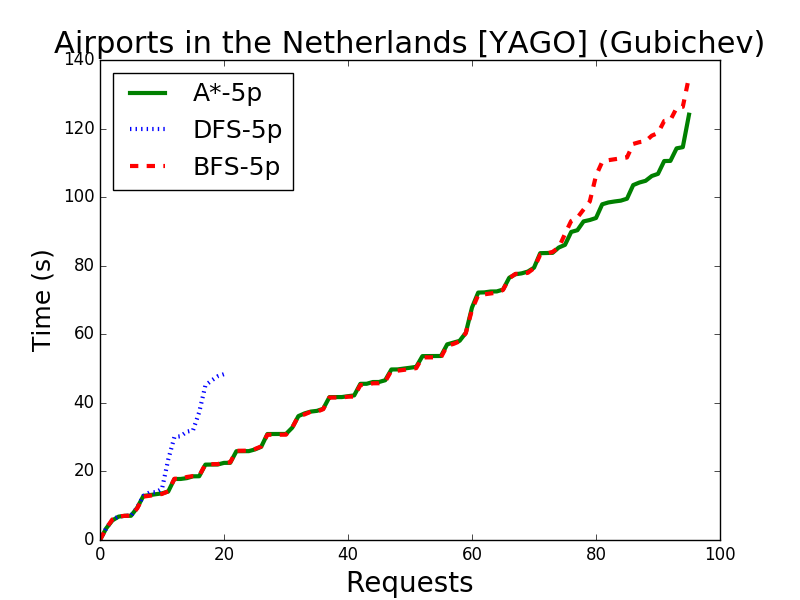 Airports in the Netherlands [YAGO] (Gubichev)
A*-5p
DFS-5p
BFS-5p
Time (s)
140
120
100
80
60
40
20
0
0 20 40 60 80 100
Requests